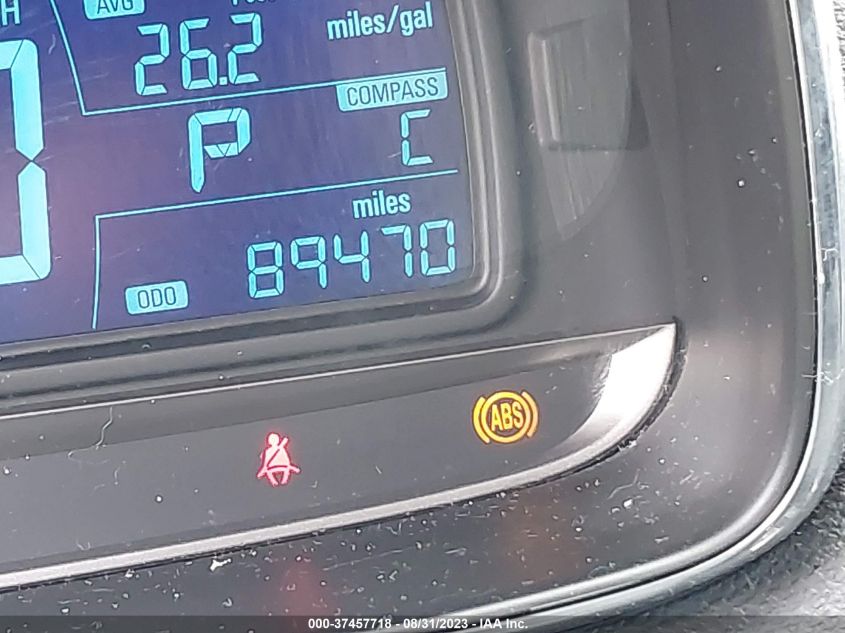 H
AVG
26.2 miles/gal
COMPASS
P C
miles
ODO 89470
ABS
000-37457718 - 08/31/2023 - IAA Inc.